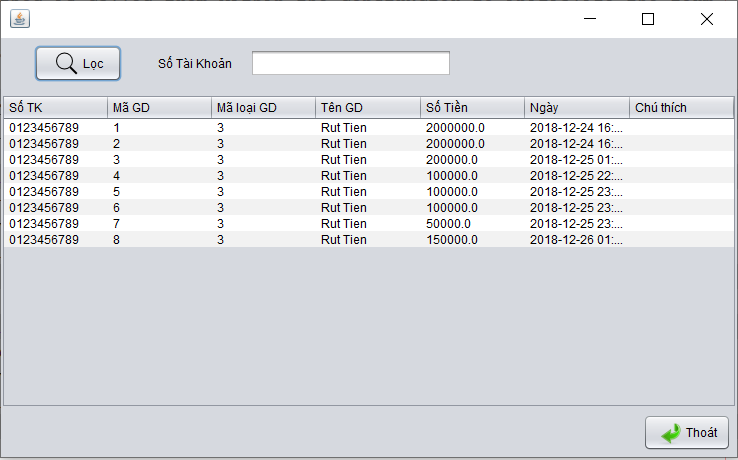 Lọc Số Tài Khoản
Số TK Mã GD Mã loại GD Tên GD Số Tiền Ngày Chú thích
0123456789 1 3 Rut Tien 2000000.0 2018-12-24 16:...
0123456789 2 3 Rut Tien 2000000.0 2018-12-24 16:...
0123456789 3 3 Rut Tien 200000.0 2018-12-25 01:...
0123456789 4 3 Rut Tien 100000.0 2018-12-25 22:...
0123456789 5 3 Rut Tien 100000.0 2018-12-25 23:...
0123456789 6 3 Rut Tien 100000.0 2018-12-25 23:...
0123456789 7 3 Rut Tien 50000.0 2018-12-25 23:...
0123456789 8 3 Rut Tien 150000.0 2018-12-26 01:...
Thoát